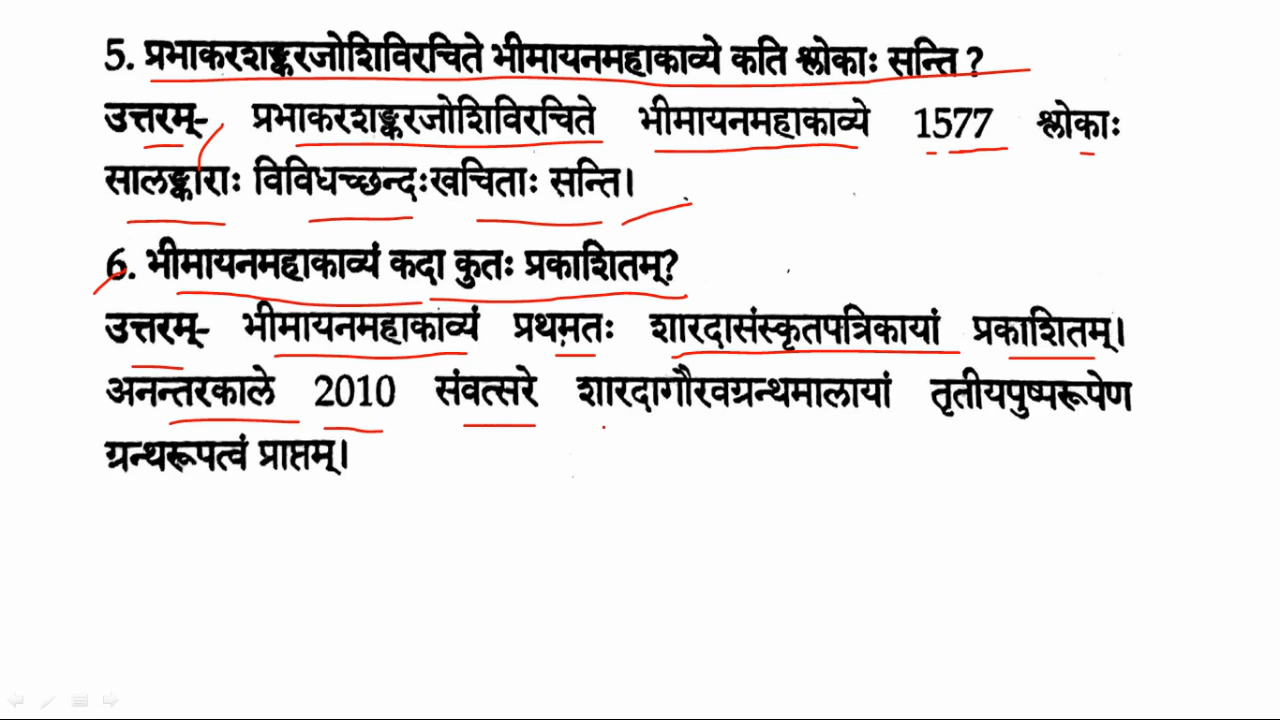 5. प्रभाकरशङ्करजोशिविरचिते भीमायनमहाकाव्ये कति श्लोकाः सन्ति ?
उत्तरम्- प्रभाकरशङ्करजोशिविरचिते भीमायनमहाकाव्ये 1577 श्लोकाः
सालङ्काराः विविधच्छन्दःखचिताः सन्ति।
6. भीमायनमहाकाव्यं कदा कुतः प्रकाशितम्?
उत्तरम्- भीमायनमहाकाव्यं प्रथमतः शारदासंस्कृतपत्रिकायां प्रकाशितम्।
अनन्तरकाले 2010 संवत्सरे शारदागौरवग्रन्थमालायां तृतीयपुष्परूपेण
ग्रन्थरूपत्वं प्राप्तम्।